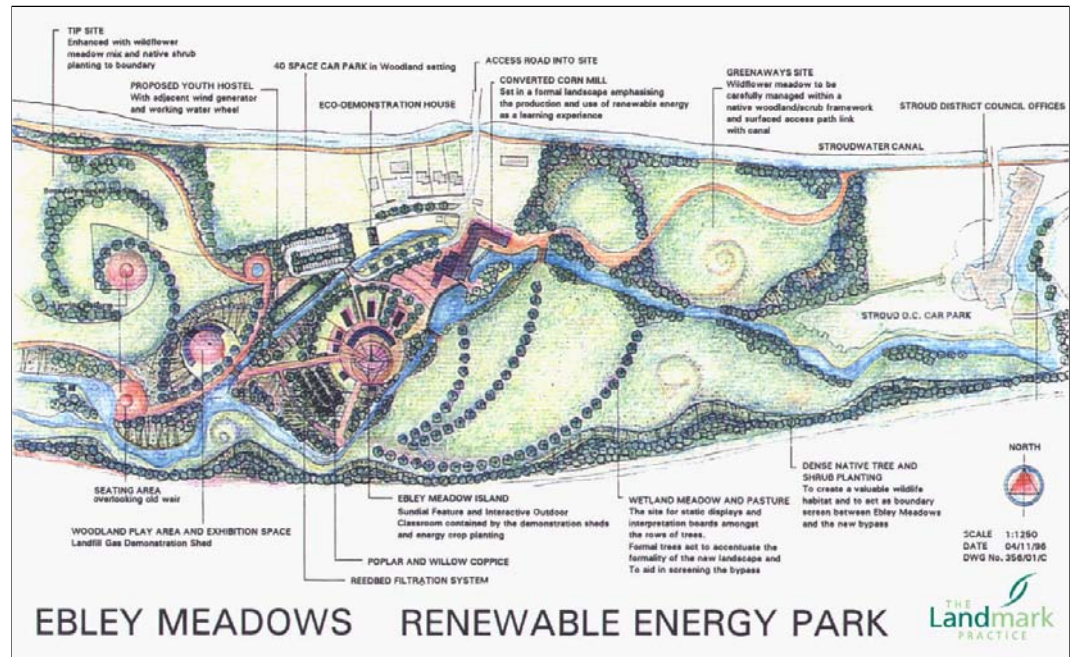 TIP SITE
Enhanced with wildflower
meadow mix and native shrub
planting to boundary
PROPOSED YOUTH HOSTEL
With adjacent wind generator
and working water wheel
40 SPACE CAR PARK in Woodland setting
ECO-DEMONSTRATION HOUSE
ACCESS ROAD INTO SITE
CONVERTED CORN MILL
Set in a formal landscape emphasising
the production and use of renewable energy
as a learning experience
GREENAWAYS SITE
Wildflower meadow to be
carefully managed within a
native woodland/scrub framework
and surfaced access path link
with canal
STROUD DISTRICT COUNCIL OFFICES
STROUDWATER CANAL
STROUD D.C. CAR PARK
SEATING AREA
overlooking old weir
WOODLAND PLAY AREA AND EXHIBITION SPACE
Landfill Gas Demonstration Shed
EBLEY MEADOW ISLAND
Sundial Feature and Interactive Outdoor
Classroom contained by the demonstration sheds
and energy crop planting
POPLAR AND WILLOW COPPICE
REEDBED FILTRATION SYSTEM
WETLAND MEADOW AND PASTURE
The site for static displays and
interpretation boards amongst
the rows of trees.
Formal trees act to accentuate the
formality of the new landscape and
To aid in screening the bypass
DENSE NATIVE TREE AND
SHRUB PLANTING
To create a valuable wildlife
habitat and to act as boundary
screen between Ebley Meadows
and the new bypass
NORTH
SCALE 1:1250
DATE 04/11/96
DWG No. 356/01/C
EBLEY MEADOWS RENEWABLE ENERGY PARK
THE
Landmark
PRACTICE